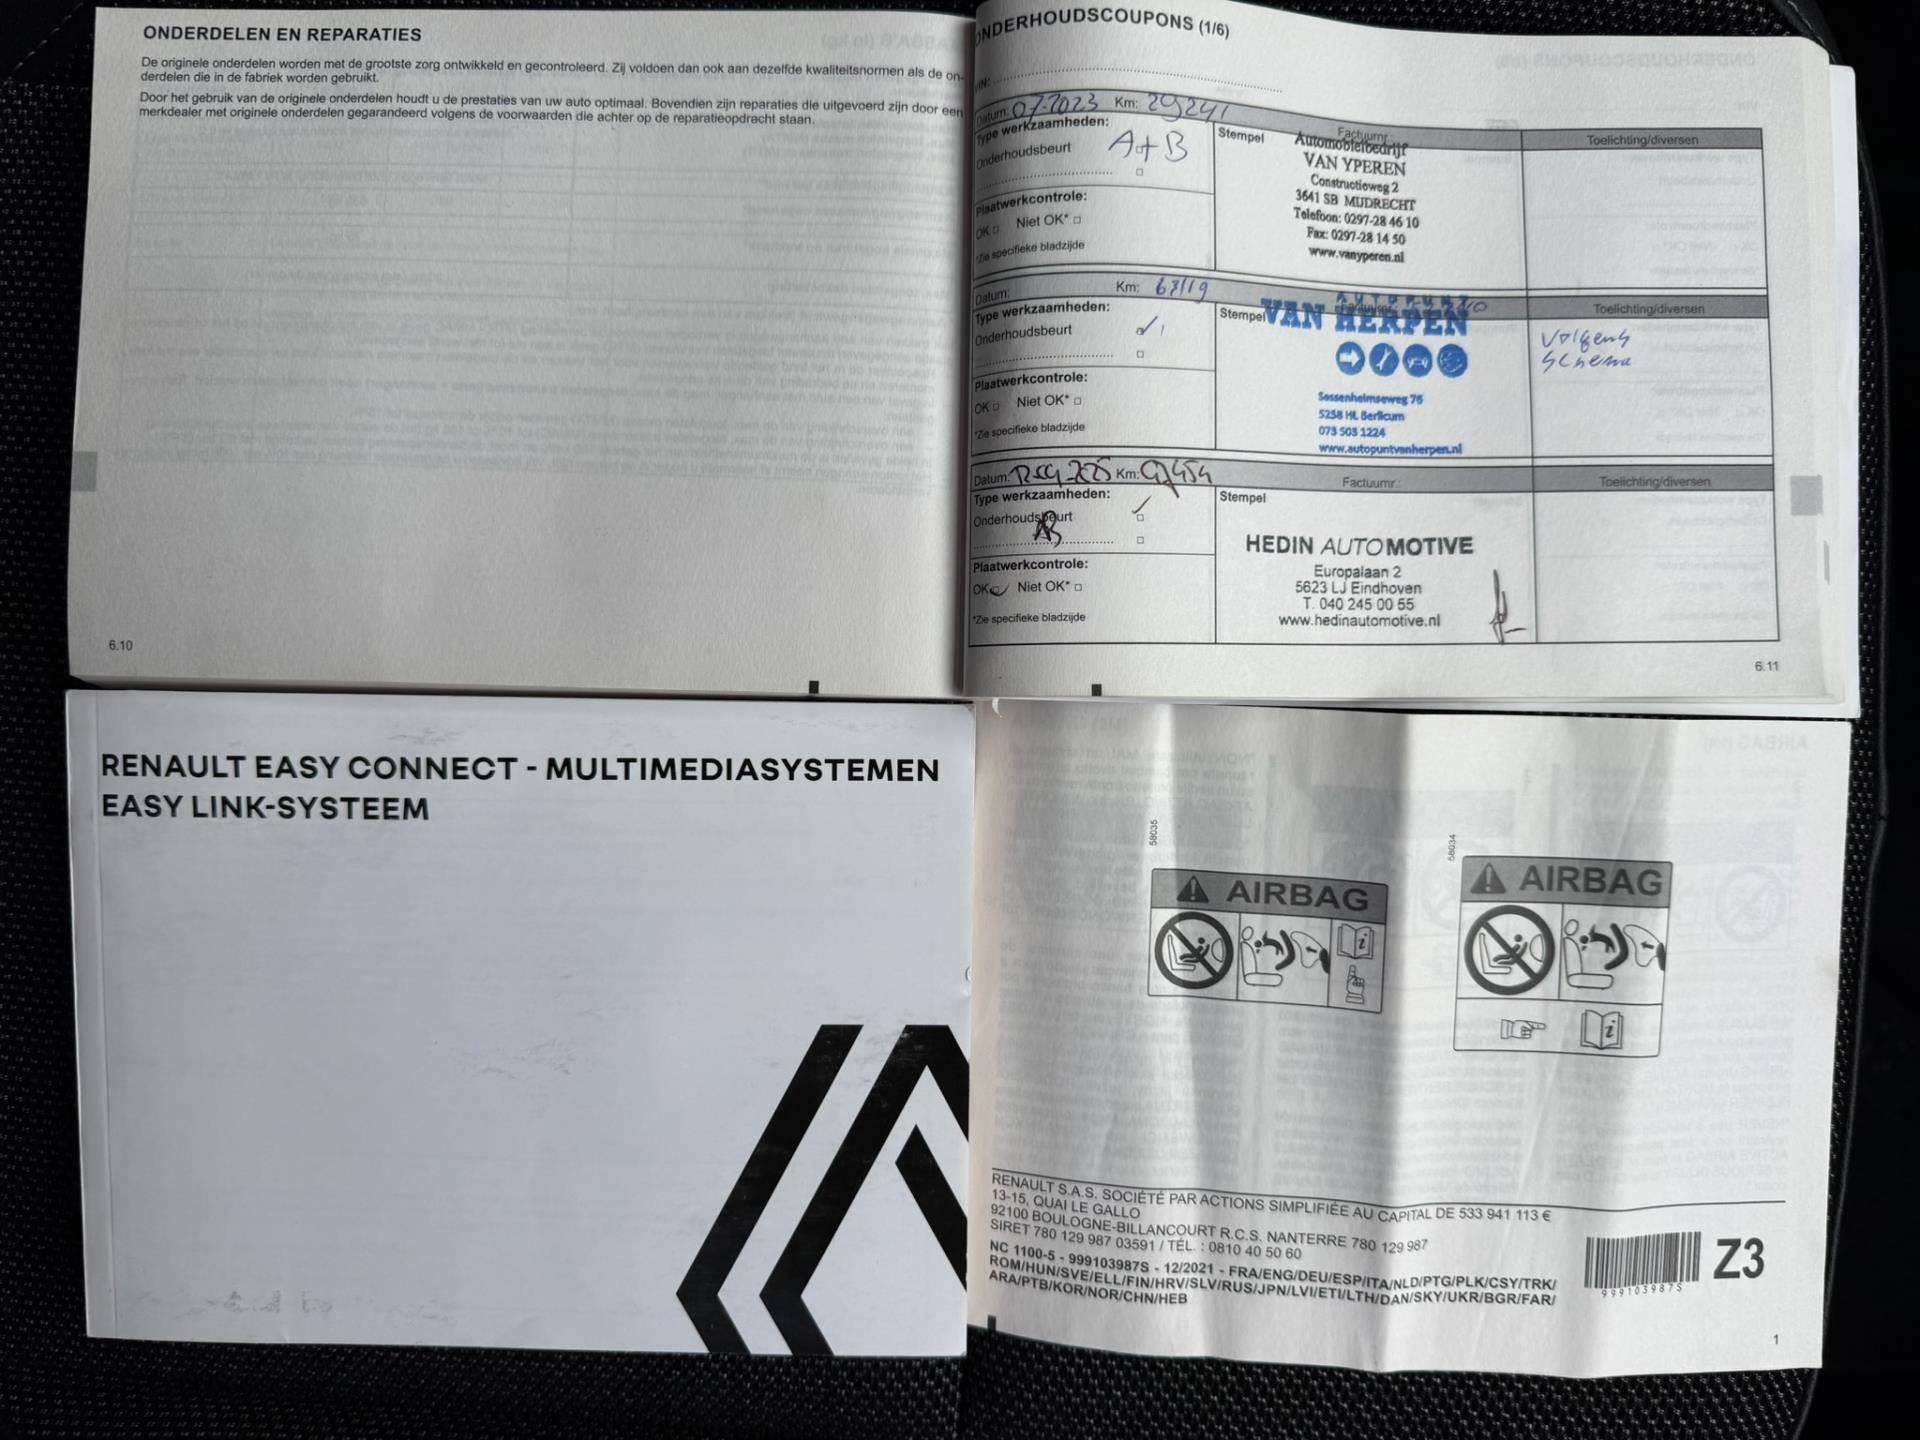 ONDERDELEN EN REPARATIES
De originele onderdelen worden met de grootste zorg ontwikkeld en gecontroleerd. Zij voldoen dan ook aan dezelfde kwaliteitsnormen als de on-
derdelen die in de fabriek worden gebruikt.
Door het gebruik van de originele onderdelen houdt u de prestaties van uw auto optimaal. Bovendien zijn reparaties die uitgevoerd zijn door een
merkdealer met originele onderdelen gegarandeerd volgens de voorwaarden die achter op de reparatieopdracht staan.
6.10
ONDERHOUDSCOUPONS (1/6)
VIN:
Datum: 07-2023 Km: 29241 Factuurnr.: Toelichting/diversen
Type werkzaamheden:
Onderhoudsbeurt A+B
Plaatwerkcontrole:
OK Niet OK*
*Zie specifieke bladzijde
Stempel
Automobielbedrijf
VAN YPEREN
Constructieweg 2
3641 SB MIJDRECHT
Telefoon: 0297-28 46 10
Fax: 0297-28 14 50
www.vanyperen.nl
Datum: Km: 67119 Toelichting/diversen
Type werkzaamheden:
Onderhoudsbeurt
Plaatwerkcontrole:
OK Niet OK*
*Zie specifieke bladzijde
Stempel
AUTOPUNT
VAN HERPEN
Sassenheimseweg 76
5258 HL Berlicum
073 503 1224
www.autopuntvanherpen.nl
Volgens
Schema
Datum: Km: Factuurnr.: Toelichting/diversen
Type werkzaamheden:
Onderhoudsbeurt
AB
Plaatwerkcontrole:
OK Niet OK*
*Zie specifieke bladzijde
Stempel
HEDIN AUTOMOTIVE
Europalaan 2
5623 LJ Eindhoven
T. 040 245 00 55
www.hedinautomotive.nl
6.11
RENAULT EASY CONNECT - MULTIMEDIASYSTEMEN
EASY LINK-SYSTEEM
58035
AIRBAG
58034
AIRBAG
RENAULT S.A.S. SOCIÉTÉ PAR ACTIONS SIMPLIFIÉE AU CAPITAL DE 533 941 113 €
13-15, QUAI LE GALLO
92100 BOULOGNE-BILLANCOURT R.C.S. NANTERRE 780 129 987
SIRET 780 129 987 03591 / TÉL. : 0810 40 50 60
NC 1100-5 - 999103987S - 12/2021 - FRA/ENG/DEU/ESP/ITA/NLD/PTG/PLK/CSY/TRK/
ROM/HUN/SVE/ELL/FIN/HRV/SLV/RUS/JPN/LVI/ETI/LTH/DAN/SKY/UKR/BGR/FAR/
ARA/PTB/KOR/NOR/CHN/HEB
999103987S
Z3
1